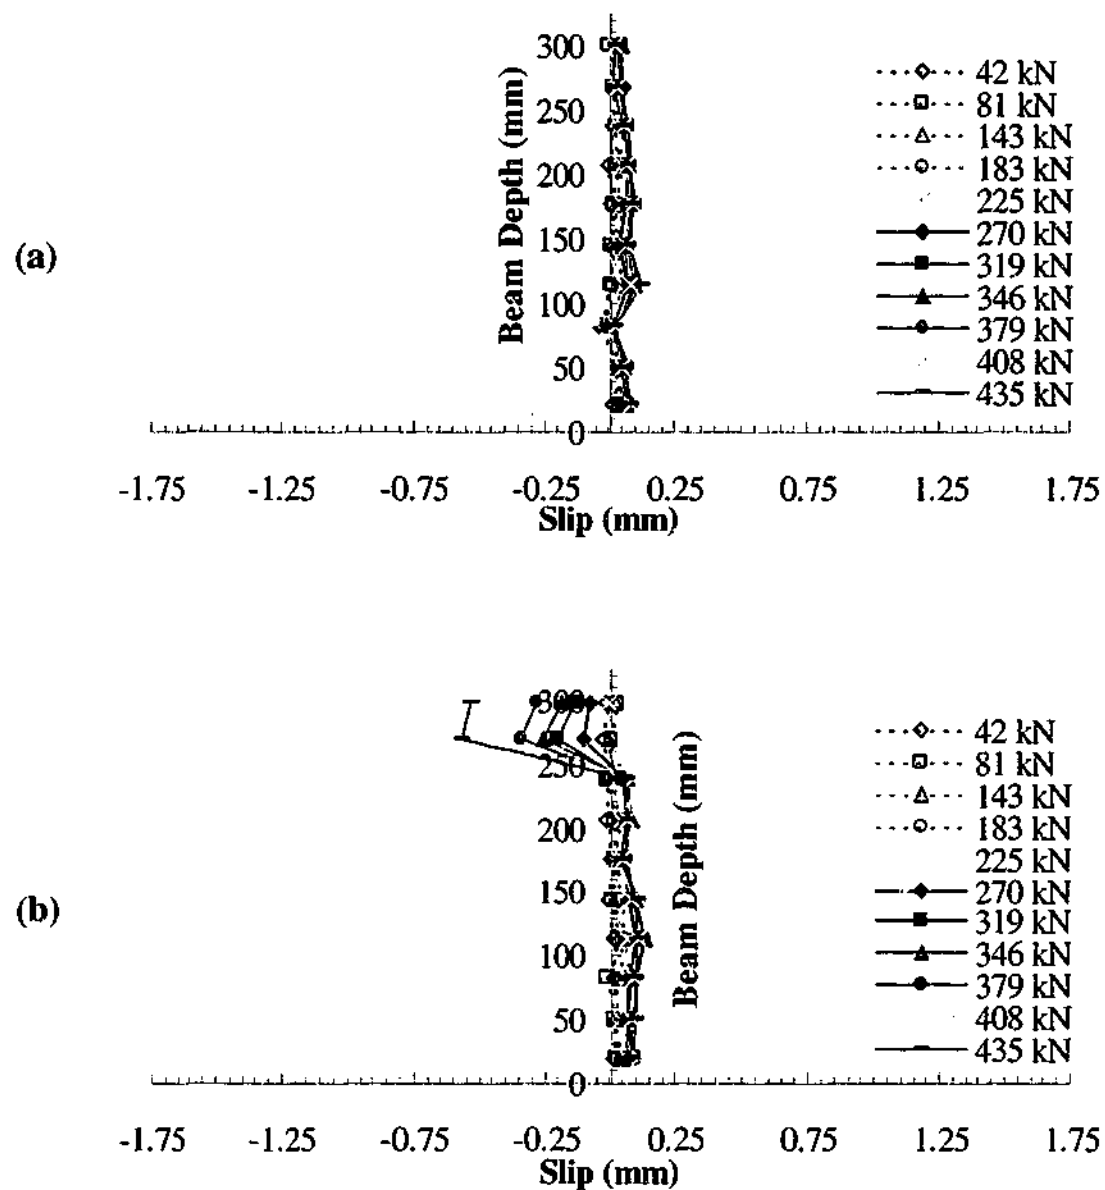 (a)
Beam Depth (mm)
300
250
200
150
100
50
0
-1.75 -1.25 -0.75 -0.25 0.25 0.75 1.25 1.75
Slip (mm)
42 kN
81 kN
143 kN
183 kN
225 kN
270 kN
319 kN
346 kN
379 kN
408 kN
435 kN
(b)
300
250
200
150
100
50
0
Beam Depth (mm)
-1.75 -1.25 -0.75 -0.25 0.25 0.75 1.25 1.75
Slip (mm)
42 kN
81 kN
143 kN
183 kN
225 kN
270 kN
319 kN
346 kN
379 kN
408 kN
435 kN